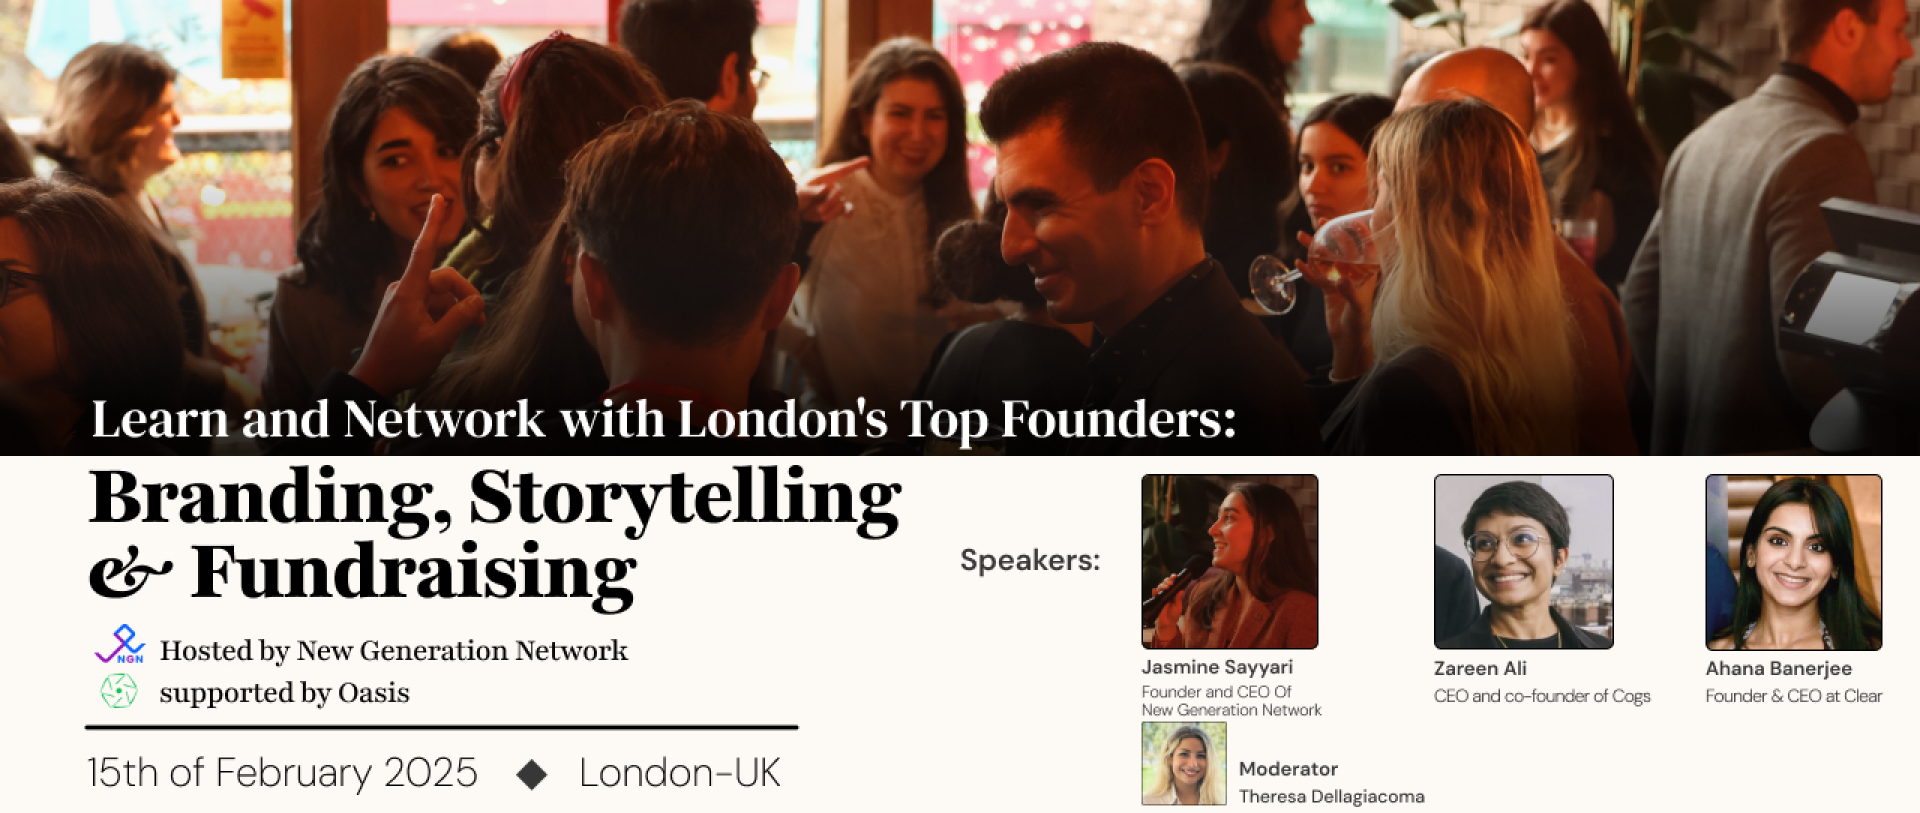 Learn and Network with London's Top Founders:
Branding, Storytelling
& Fundraising
NGN
Hosted by New Generation Network
supported by Oasis
15th of February 2025 ◆ London-UK
Speakers:
Jasmine Sayyari
Founder and CEO Of
New Generation Network
Zareen Ali
CEO and co-founder of Cogs
Ahana Banerjee
Founder & CEO at Clear
Moderator
Theresa Dellagiacoma